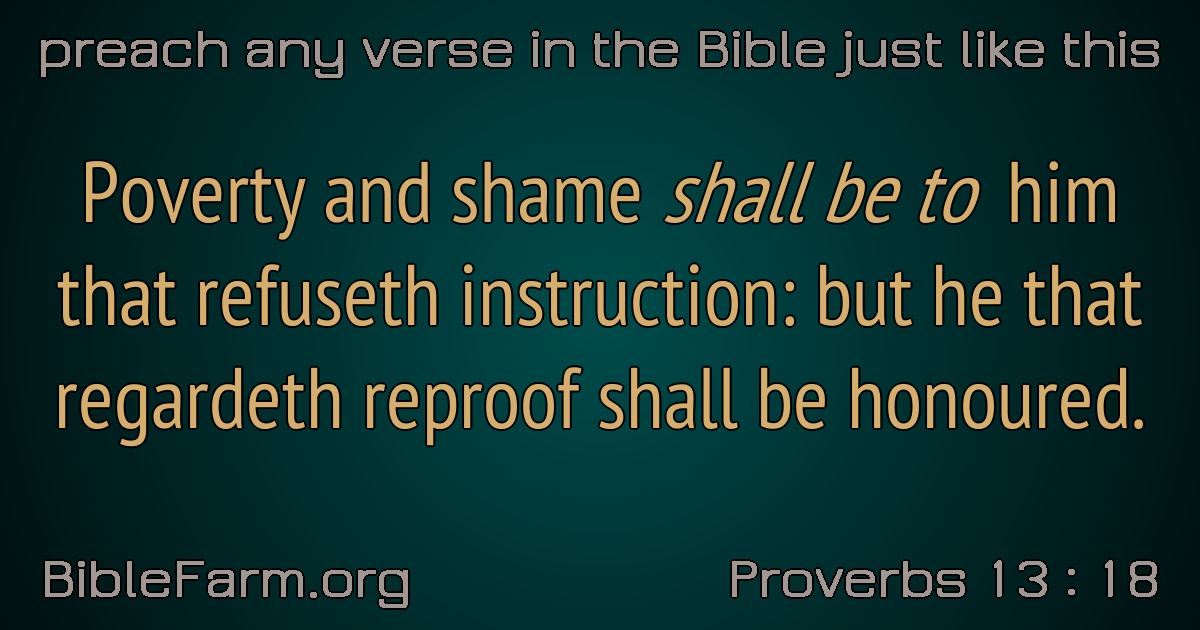 preach any verse in the Bible just like this
Poverty and shame shall be to him
that refuseth instruction: but he that
regardeth reproof shall be honoured.
BibleFarm.org
Proverbs 13 : 18